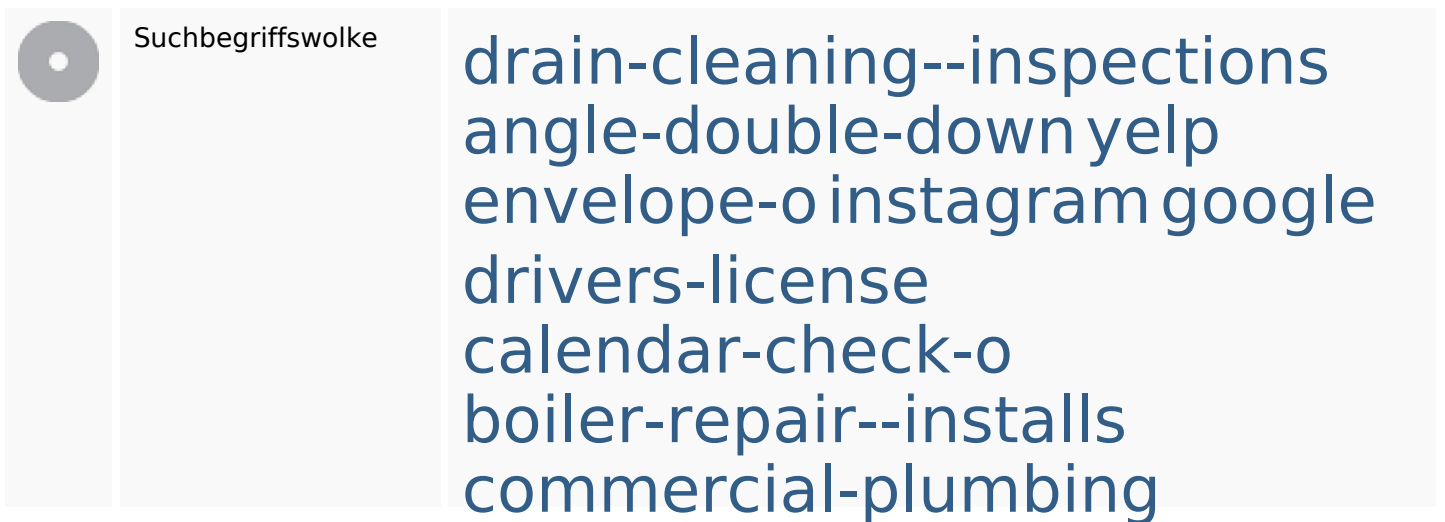 Suchbegriffswolke
drain-cleaning--inspections
angle-double-down yelp
envelope-o instagram google
drivers-license
calendar-check-o
boiler-repair--installs
commercial-plumbing